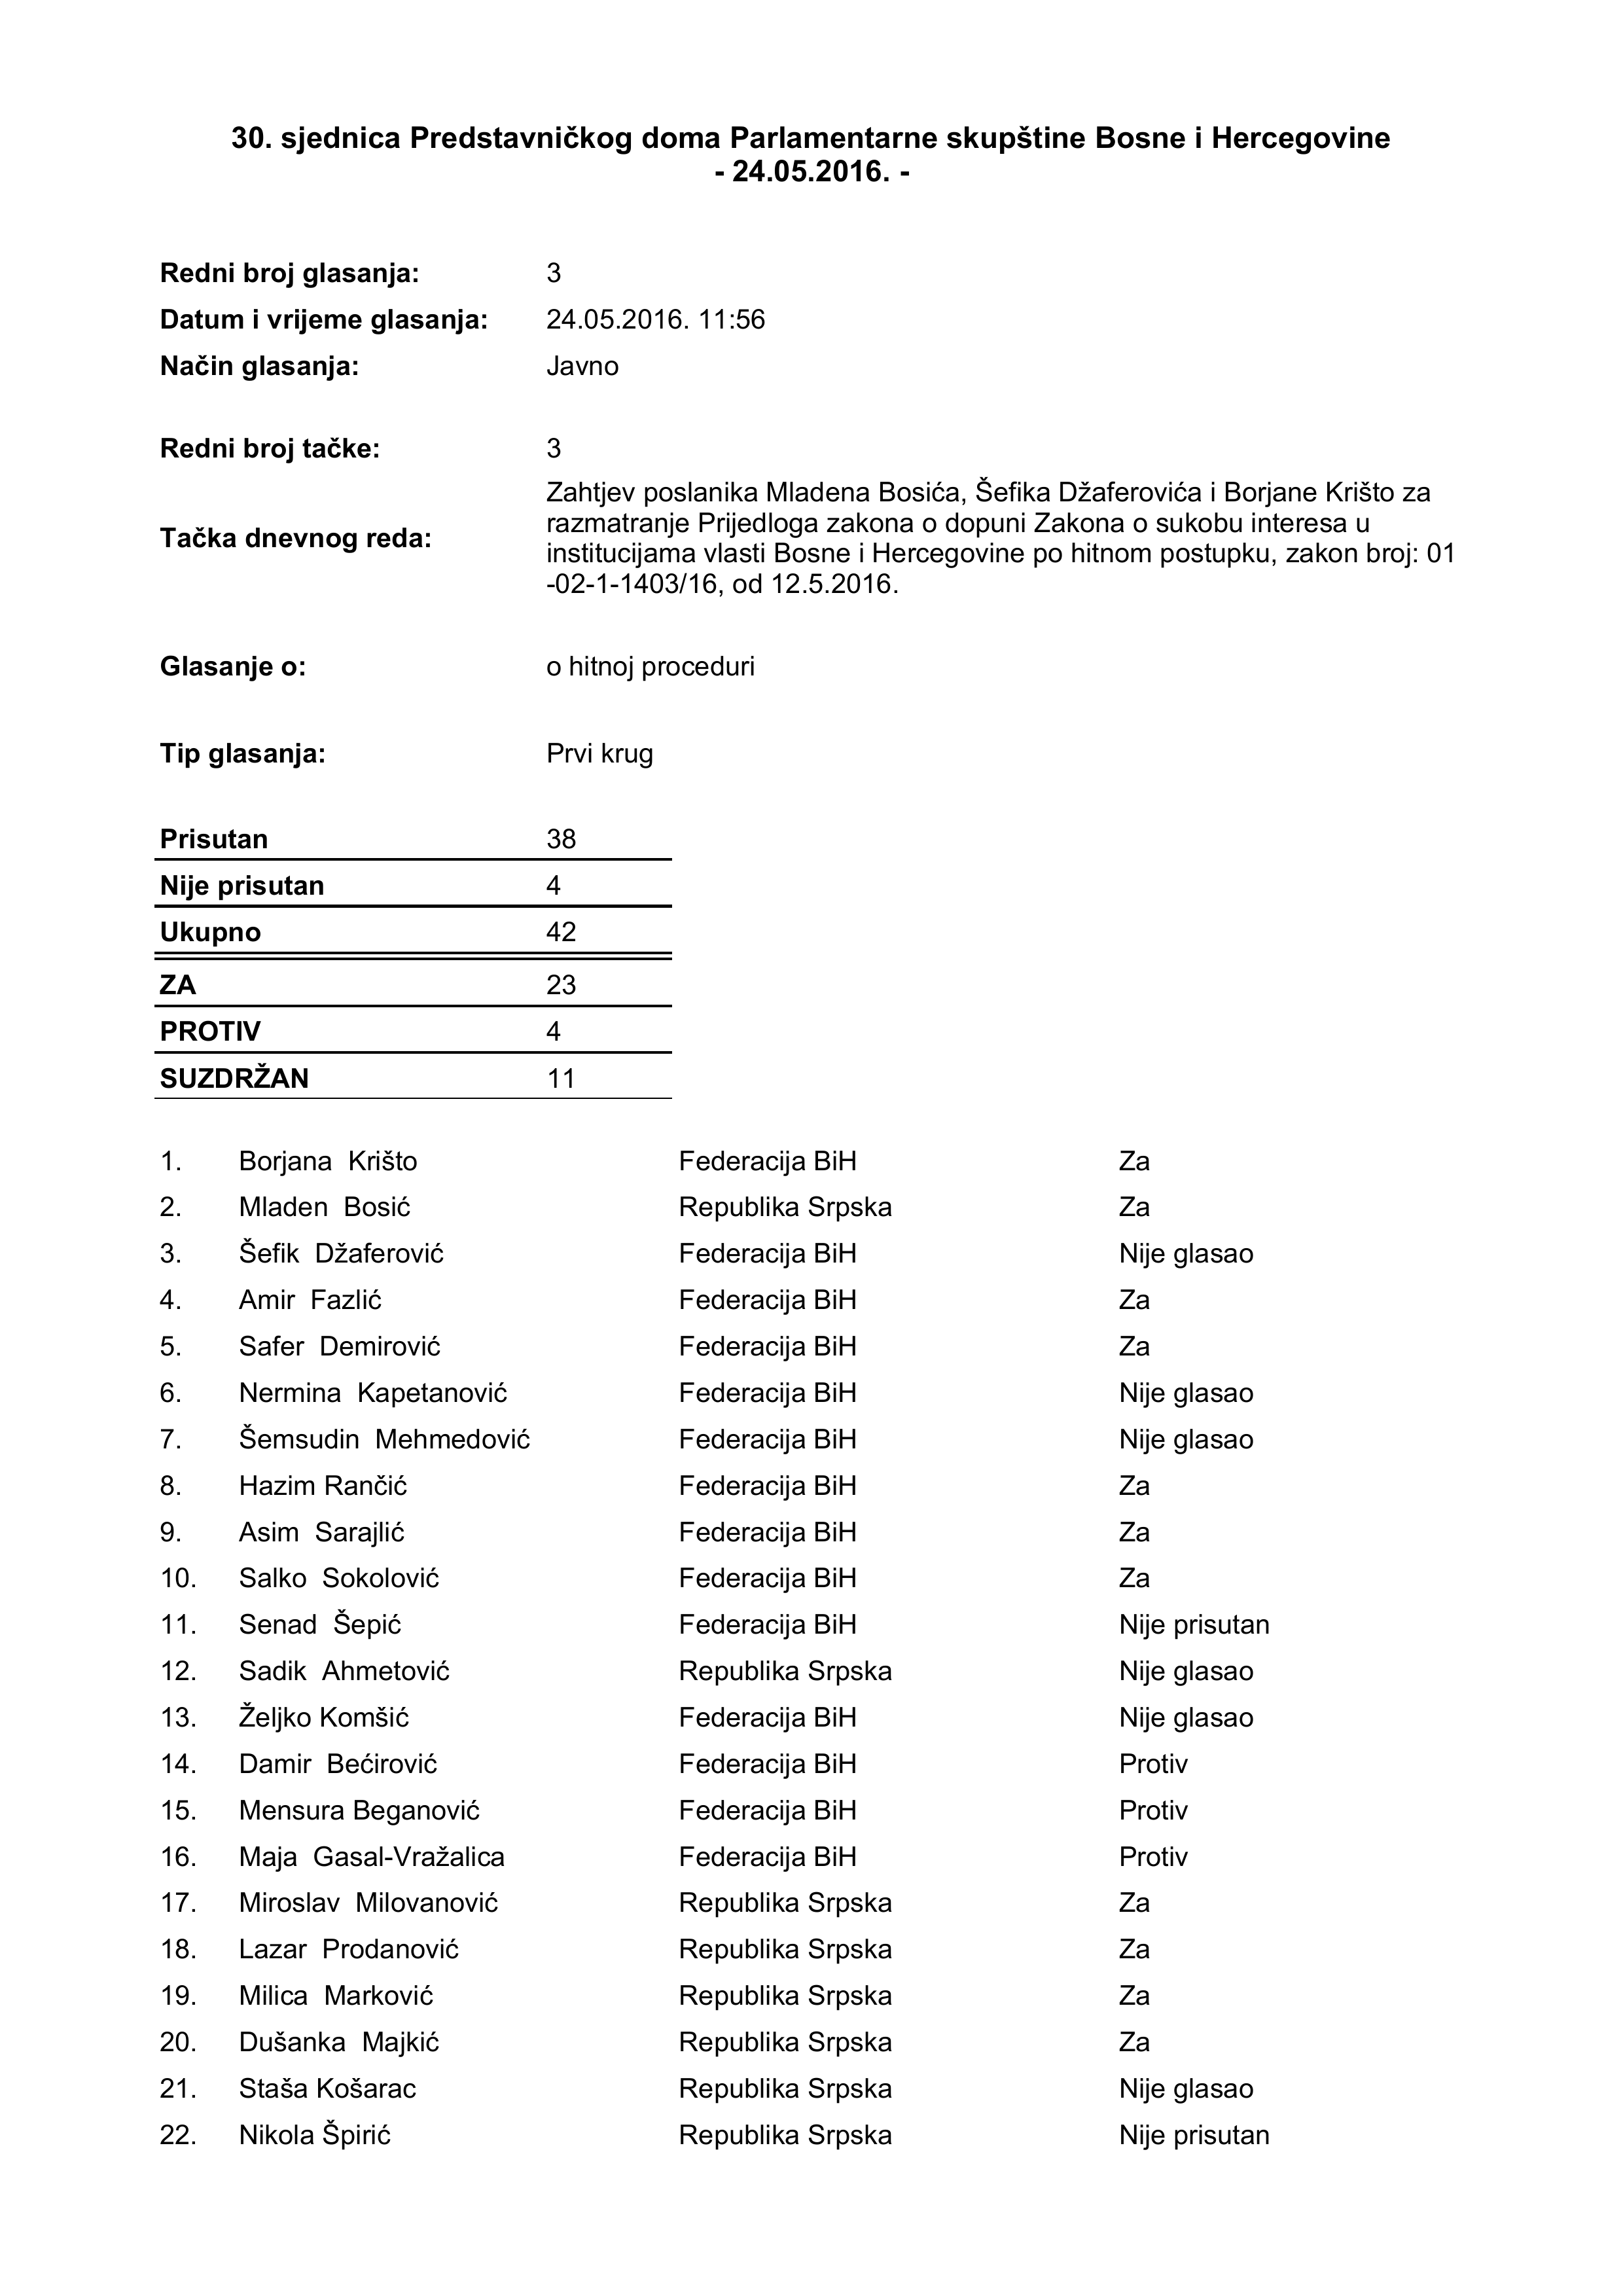 30. sjednica Predstavničkog doma Parlamentarne skupštine Bosne i Hercegovine
- 24.05.2016. -
Redni broj glasanja: 3
Datum i vrijeme glasanja: 24.05.2016. 11:56
Način glasanja: Javno
Redni broj tačke: 3
Tačka dnevnog reda: Zahtjev poslanika Mladena Bosića, Šefika Džaferovića i Borjane Krišto za
razmatranje Prijedloga zakona o dopuni Zakona o sukobu interesa u
institucijama vlasti Bosne i Hercegovine po hitnom postupku, zakon broj: 01
-02-1-1403/16, od 12.5.2016.
Glasanje o: o hitnoj proceduri
Tip glasanja: Prvi krug
Prisutan 38
Nije prisutan 4
Ukupno 42
ZA 23
PROTIV 4
SUZDRŽAN 11
1. Borjana Krišto Federacija BiH Za
2. Mladen Bosić Republika Srpska Za
3. Šefik Džaferović Federacija BiH Nije glasao
4. Amir Fazlić Federacija BiH Za
5. Safer Demirović Federacija BiH Za
6. Nermina Kapetanović Federacija BiH Nije glasao
7. Šemsudin Mehmedović Federacija BiH Nije glasao
8. Hazim Rančić Federacija BiH Za
9. Asim Sarajlić Federacija BiH Za
10. Salko Sokolović Federacija BiH Za
11. Senad Šepić Federacija BiH Nije prisutan
12. Sadik Ahmetović Republika Srpska Nije glasao
13. Željko Komšić Federacija BiH Nije glasao
14. Damir Bećirović Federacija BiH Protiv
15. Mensura Beganović Federacija BiH Protiv
16. Maja Gasal-Vražalica Federacija BiH Protiv
17. Miroslav Milovanović Republika Srpska Za
18. Lazar Prodanović Republika Srpska Za
19. Milica Marković Republika Srpska Za
20. Dušanka Majkić Republika Srpska Za
21. Staša Košarac Republika Srpska Nije glasao
22. Nikola Špirić Republika Srpska Nije prisutan